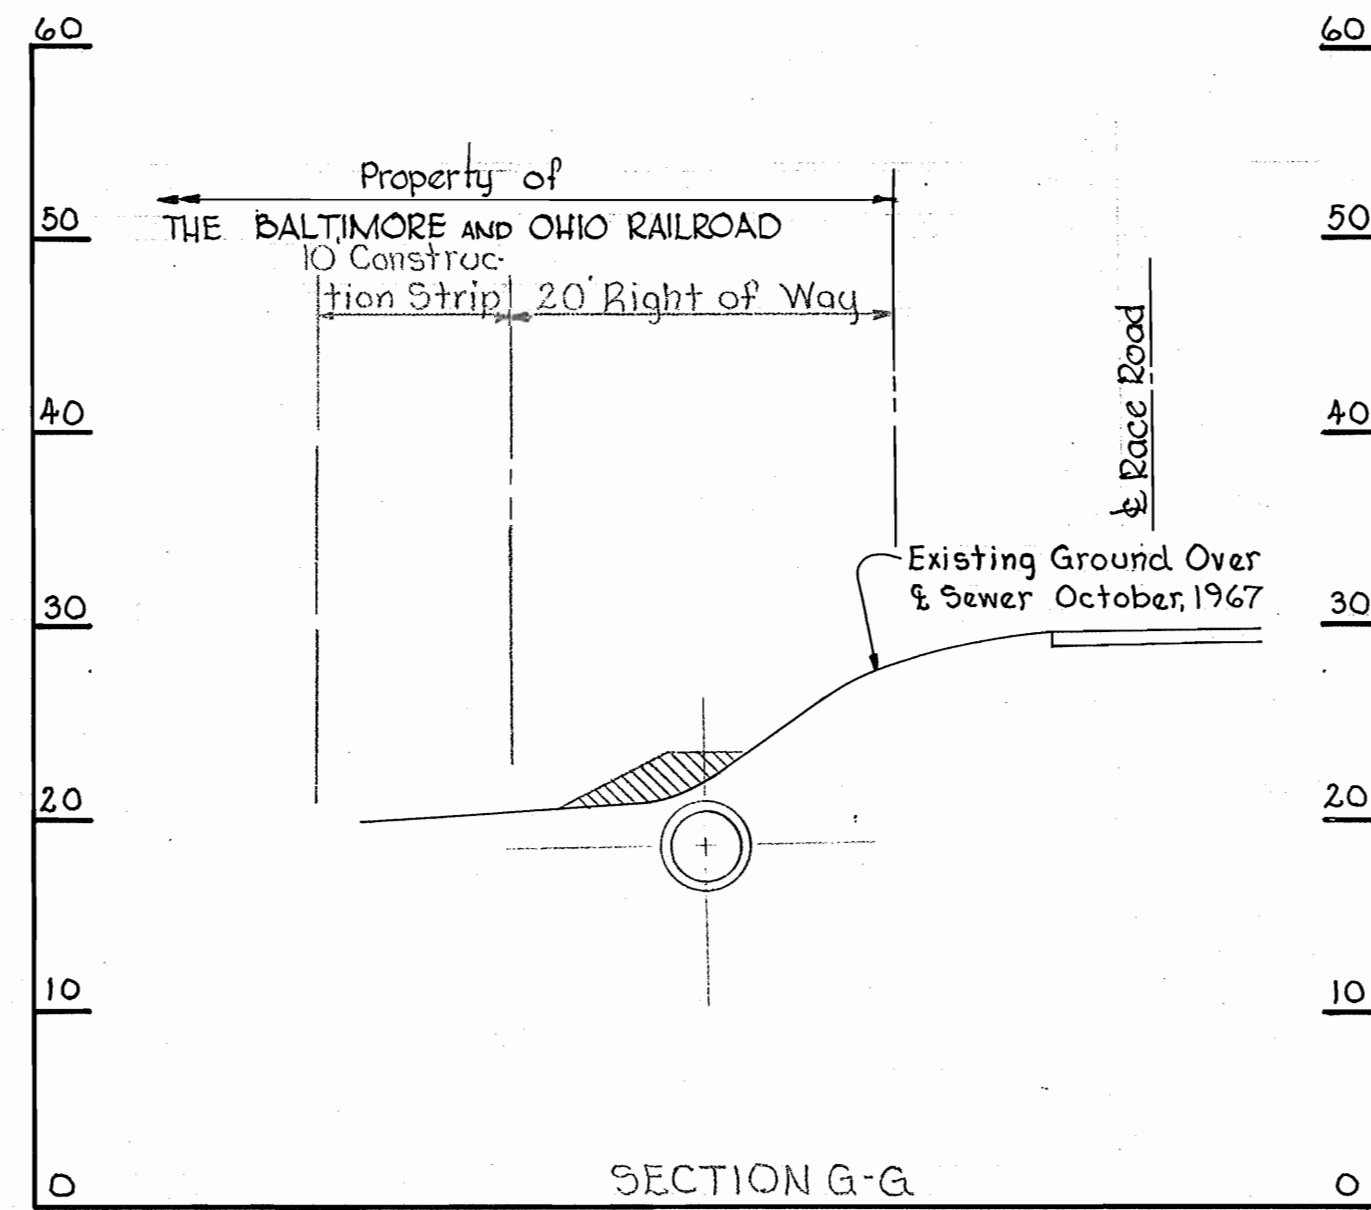 60
60
Property of
THE BALTIMORE AND OHIO RAILROAD
50
50
10' Construc-
tion Strip
20' Right of Way
40
40
℄ Race Road
Existing Ground Over
℄ Sewer October, 1967
30
30
20
20
10
10
SECTION G-G
0
0